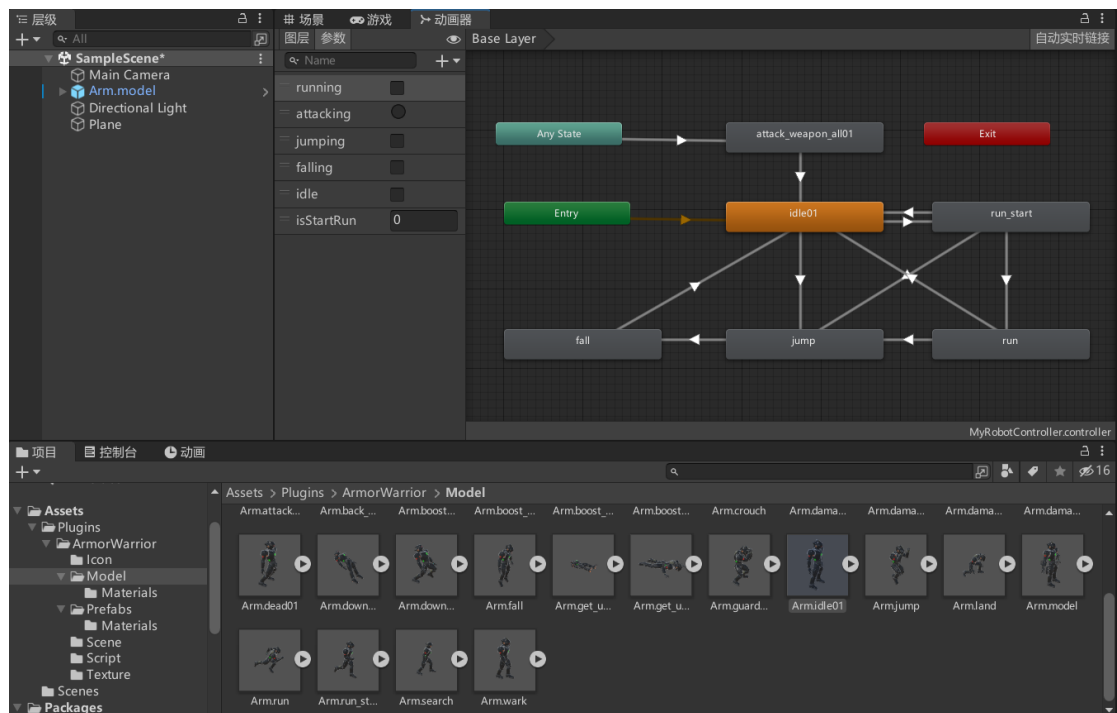 层级
All
SampleScene*
Main Camera
Arm.model
Directional Light
Plane
场景
游戏
动画器
图层
参数
Base Layer
自动实时链接
Name
running
attacking
jumping
falling
idle
isStartRun
0
Any State
attack_weapon_all01
Exit
Entry
idle01
run_start
fall
jump
run
MyRobotController.controller
项目
控制台
动画
16
Assets
Plugins
ArmorWarrior
Icon
Model
Materials
Prefabs
Materials
Scene
Script
Texture
Scenes
Packages
Assets > Plugins > ArmorWarrior > Model
Arm.attack... Arm.back_... Arm.boost... Arm.boost_... Arm.boost_... Arm.boost... Arm.crouch Arm.dama... Arm.dama... Arm.dama... Arm.dama...
Arm.dead01 Arm.down... Arm.down... Arm.fall Arm.get_u... Arm.get_u... Arm.guard... Arm.idle01 Arm.jump Arm.land Arm.model
Arm.run Arm.run_st... Arm.search Arm.wark